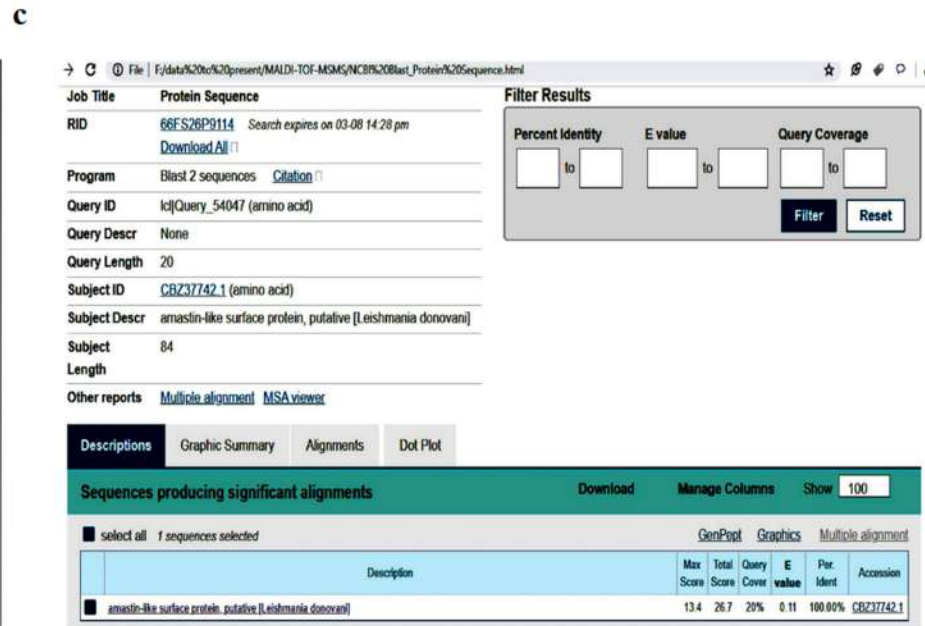 c
File | F:/data%20to%20present/MALDI-TOF-MSMS/NCBI%20Blast_Protein%20Sequence.html
Job Title Protein Sequence
Filter Results
RID 66FS26P9114 Search expires on 03-08 14:28 pm
Download All
Percent Identity E value Query Coverage
to to to
Program Blast 2 sequences Citation
Query ID lcl|Query_54047 (amino acid)
Filter Reset
Query Descr None
Query Length 20
Subject ID CBZ37742.1 (amino acid)
Subject Descr amastin-like surface protein, putative [Leishmania donovani]
Subject 84
Length
Other reports Multiple alignment MSA viewer
Descriptions Graphic Summary Alignments Dot Plot
Sequences producing significant alignments Download Manage Columns Show 100
select all 1 sequences selected GenPept Graphics Multiple alignment
Description Max Score Total Score Query Cover E value Per. Ident Accession
amastin-like surface protein, putative [Leishmania donovani] 13.4 26.7 20% 0.11 100.00% CBZ37742.1